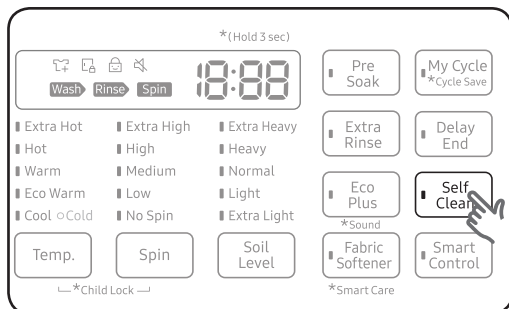 *(Hold 3 sec)
Wash Rinse Spin 18:88
Extra Hot Extra High Extra Heavy
Hot High Heavy
Warm Medium Normal
Eco Warm Low Light
Cool Cold No Spin Extra Light
Temp. Spin Soil Level
*Child Lock
Pre Soak
My Cycle
*Cycle Save
Extra Rinse
Delay End
Eco Plus
*Sound
Self Clean
Fabric Softener
*Smart Care
Smart Control